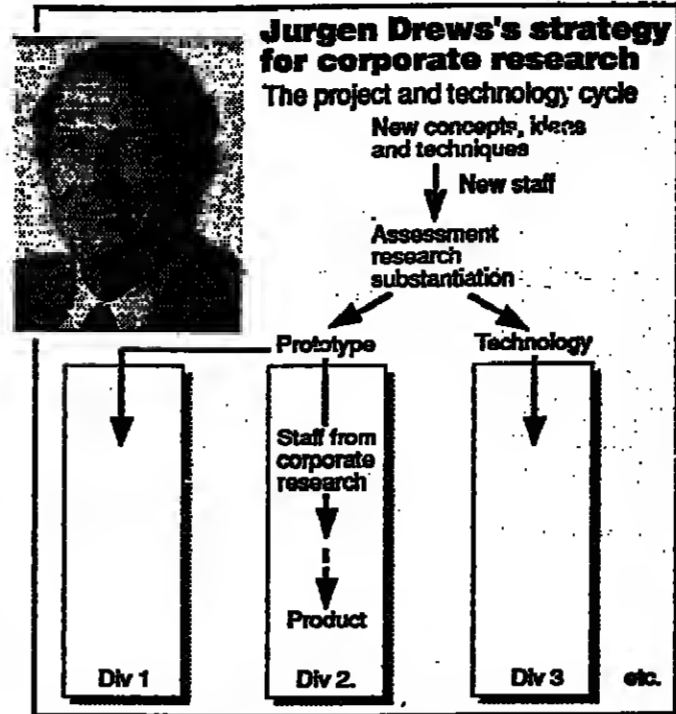 Jurgen Drews's strategy
for corporate research
The project and technology cycle
New concepts, ideas
and techniques
New staff
Assessment
research
substantiation
Prototype
Technology
Staff from
corporate
research
Product
Div 1
Div 2.
Div 3
etc.